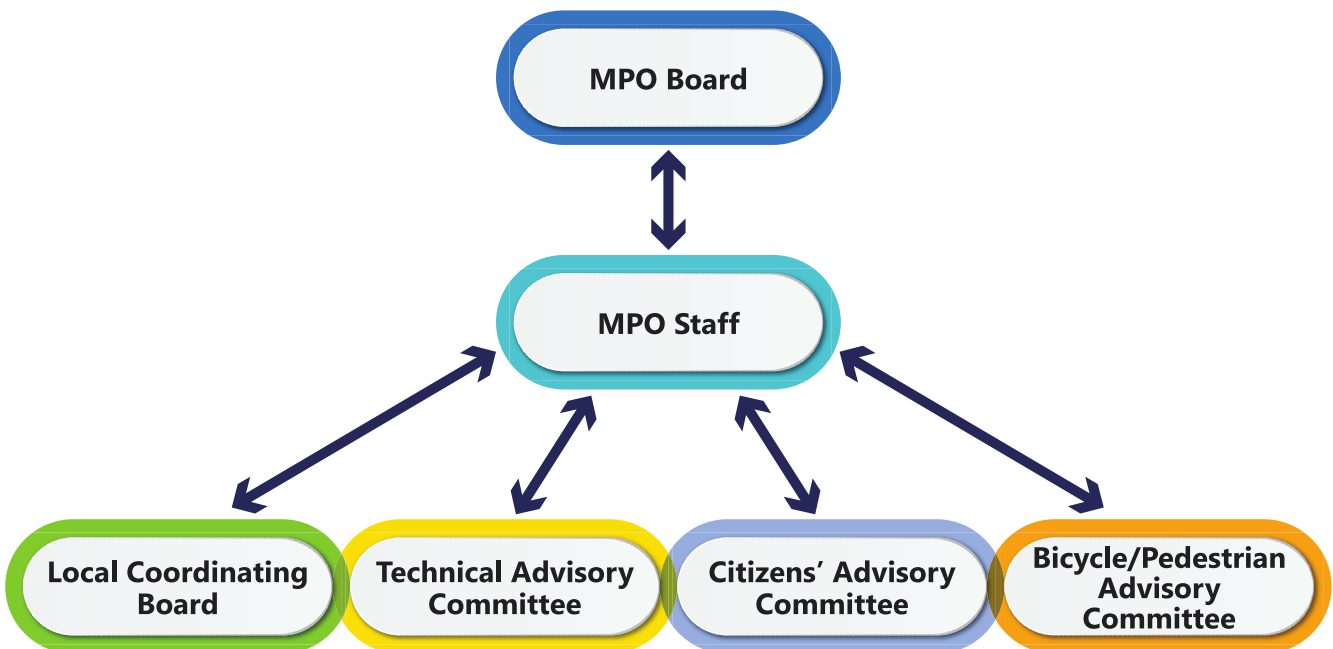 MPO Board
MPO Staff
Local Coordinating
Board
Technical Advisory
Committee
Citizens’ Advisory
Committee
Bicycle/Pedestrian
Advisory
Committee